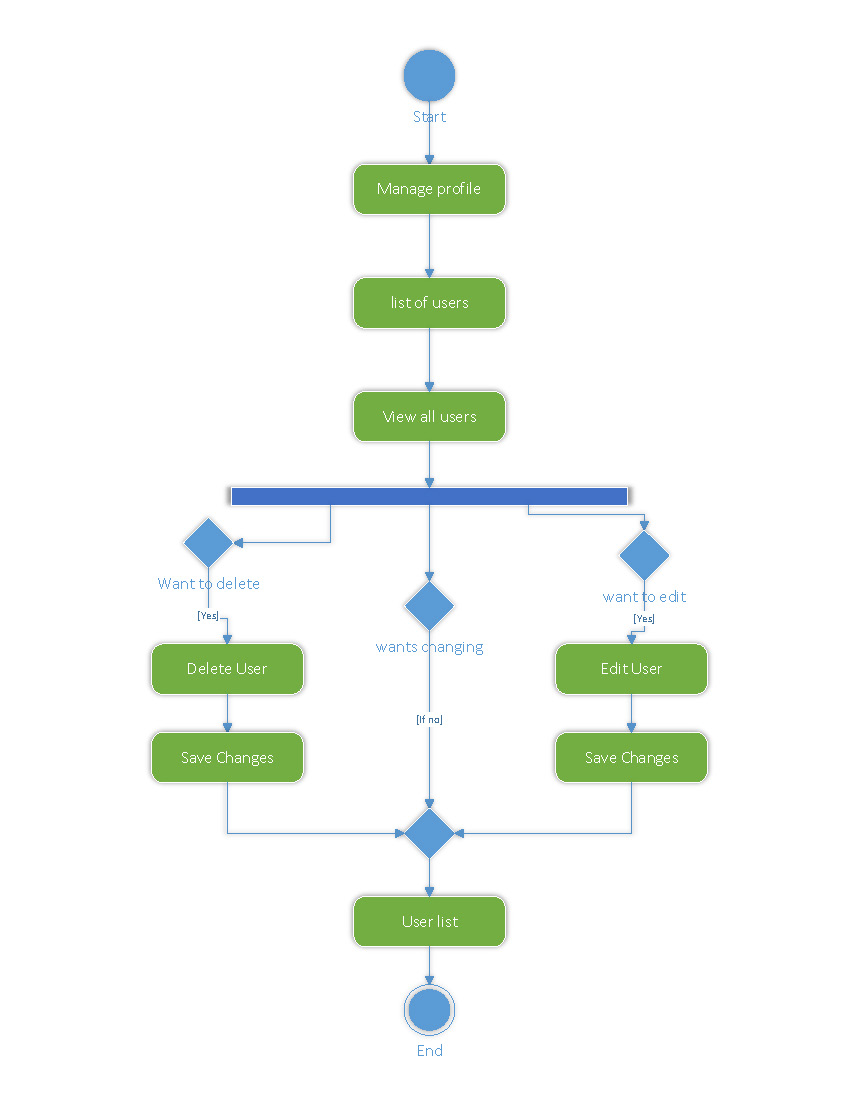 Start
Manage profile
list of users
View all users
Want to delete
want to edit
[Yes]
[Yes]
wants changing
Delete User
Edit User
[If no]
Save Changes
Save Changes
User list
End